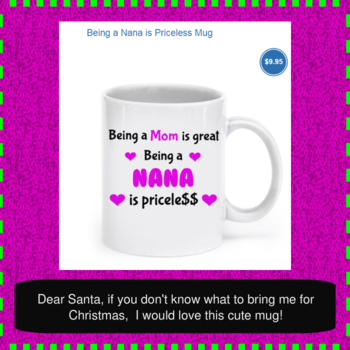 Being a Nana is Priceless Mug
$9.95
Being a Mom is great
Being a
NANA
is pricele$$
Dear Santa, if you don't know what to bring me for
Christmas, I would love this cute mug!